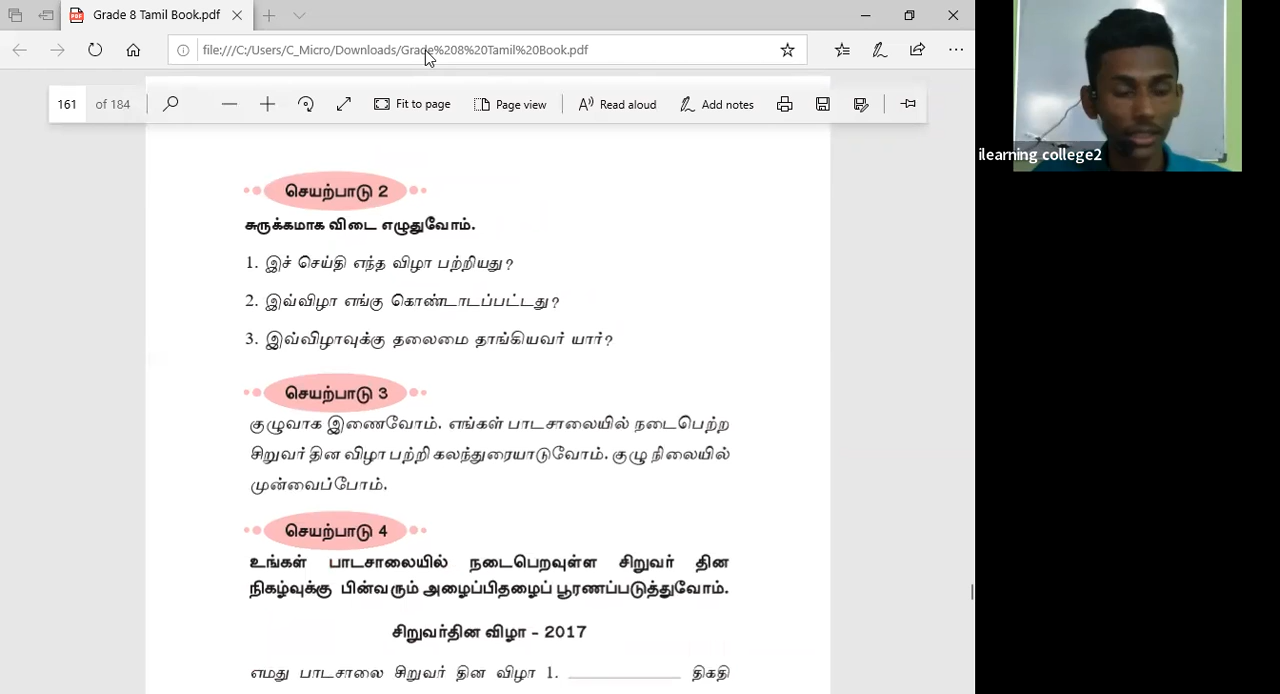 Grade 8 Tamil Book.pdf
file:///C:/Users/C_Micro/Downloads/Grade%208%20Tamil%20Book.pdf
161 of 184 Fit to page Page view Read aloud Add notes
ilearning college2
செயற்பாடு 2
சுருக்கமாக விடை எழுதுவோம்.
1. இச் செய்தி எந்த விழா பற்றியது?
2. இவ்விழா எங்கு கொண்டாடப்பட்டது?
3. இவ்விழாவுக்கு தலைமை தாங்கியவர் யார்?
செயற்பாடு 3
குழுவாக இணைவோம். எங்கள் பாடசாலையில் நடைபெற்ற
சிறுவர் தின விழா பற்றி கலந்துரையாடுவோம். குழு நிலையில்
முன்வைப்போம்.
செயற்பாடு 4
உங்கள் பாடசாலையில் நடைபெறவுள்ள சிறுவர் தின
நிகழ்வுக்கு பின்வரும் அழைப்பிதழைப் பூரணப்படுத்துவோம்.
சிறுவர்தின விழா - 2017
எமது பாடசாலை சிறுவர் தின விழா 1. ____________ திகதி